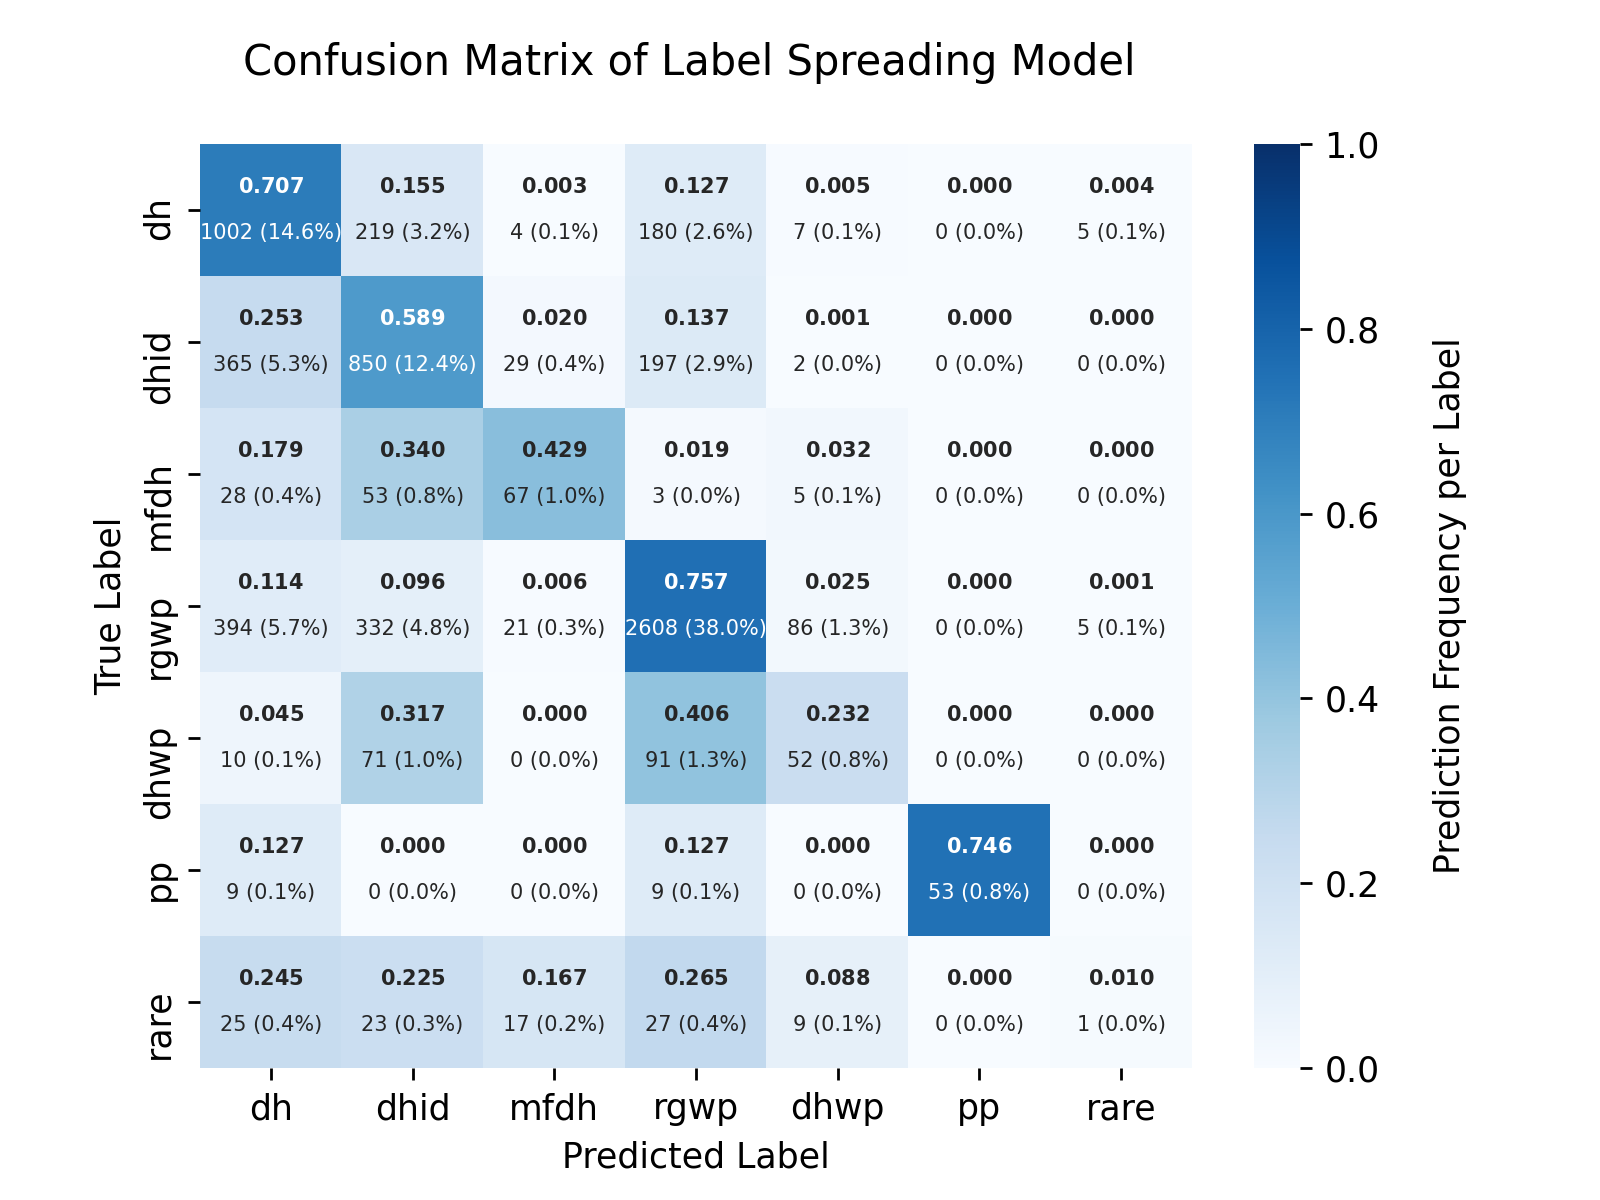 Confusion Matrix of Label Spreading Model
0.707 0.155 0.003 0.127 0.005 0.000 0.004
dh 1002 (14.6%) 219 (3.2%) 4 (0.1%) 180 (2.6%) 7 (0.1%) 0 (0.0%) 5 (0.1%)
0.253 0.589 0.020 0.137 0.001 0.000 0.000
dhid 365 (5.3%) 850 (12.4%) 29 (0.4%) 197 (2.9%) 2 (0.0%) 0 (0.0%) 0 (0.0%)
0.179 0.340 0.429 0.019 0.032 0.000 0.000
mfdh 28 (0.4%) 53 (0.8%) 67 (1.0%) 3 (0.0%) 5 (0.1%) 0 (0.0%) 0 (0.0%)
0.114 0.096 0.006 0.757 0.025 0.000 0.001
rgwp 394 (5.7%) 332 (4.8%) 21 (0.3%) 2608 (38.0%) 86 (1.3%) 0 (0.0%) 5 (0.1%)
0.045 0.317 0.000 0.406 0.232 0.000 0.000
dhwp 10 (0.1%) 71 (1.0%) 0 (0.0%) 91 (1.3%) 52 (0.8%) 0 (0.0%) 0 (0.0%)
0.127 0.000 0.000 0.127 0.000 0.746 0.000
pp 9 (0.1%) 0 (0.0%) 0 (0.0%) 9 (0.1%) 0 (0.0%) 53 (0.8%) 0 (0.0%)
0.245 0.225 0.167 0.265 0.088 0.000 0.010
rare 25 (0.4%) 23 (0.3%) 17 (0.2%) 27 (0.4%) 9 (0.1%) 0 (0.0%) 1 (0.0%)
dh dhid mfdh rgwp dhwp pp rare
Predicted Label
True Label
1.0
0.8
0.6
0.4
0.2
0.0
Prediction Frequency per Label